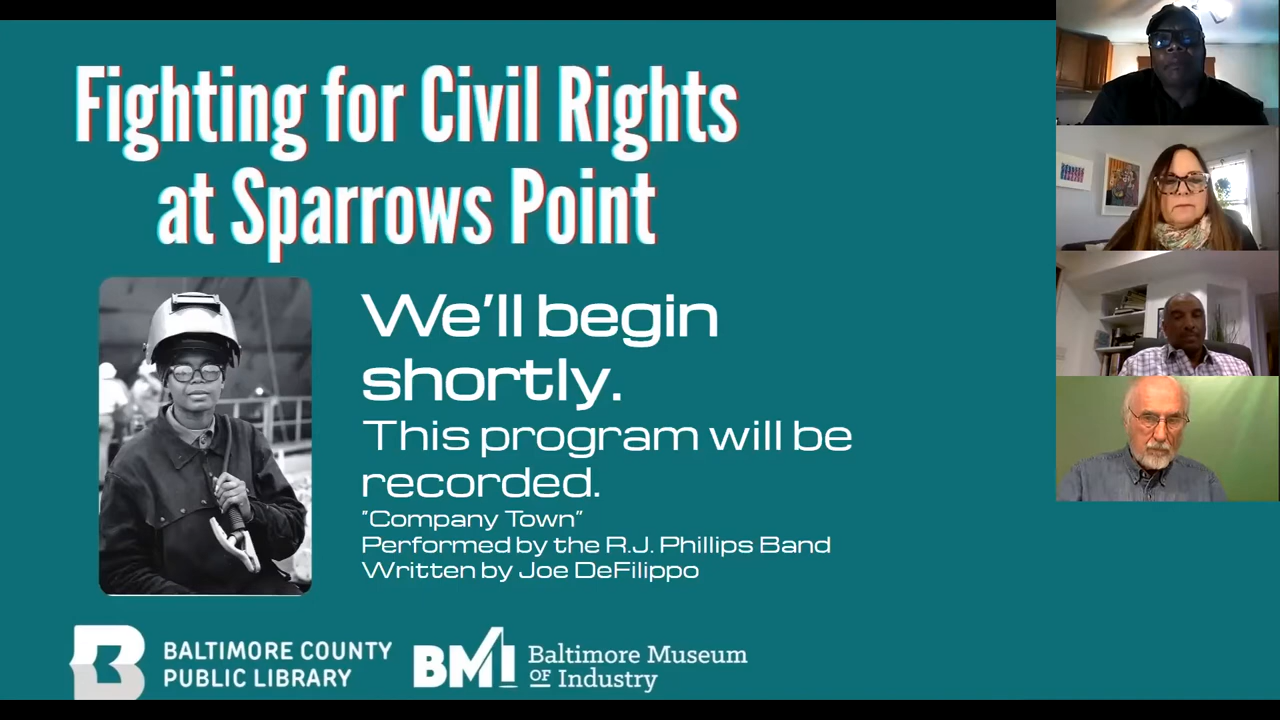 Fighting for Civil Rights
at Sparrows Point
We'll begin
shortly.
This program will be
recorded.
"Company Town"
Performed by the R.J. Phillips Band
Written by Joe DeFilippo
B BALTIMORE COUNTY
PUBLIC LIBRARY
BMI Baltimore Museum
OF Industry